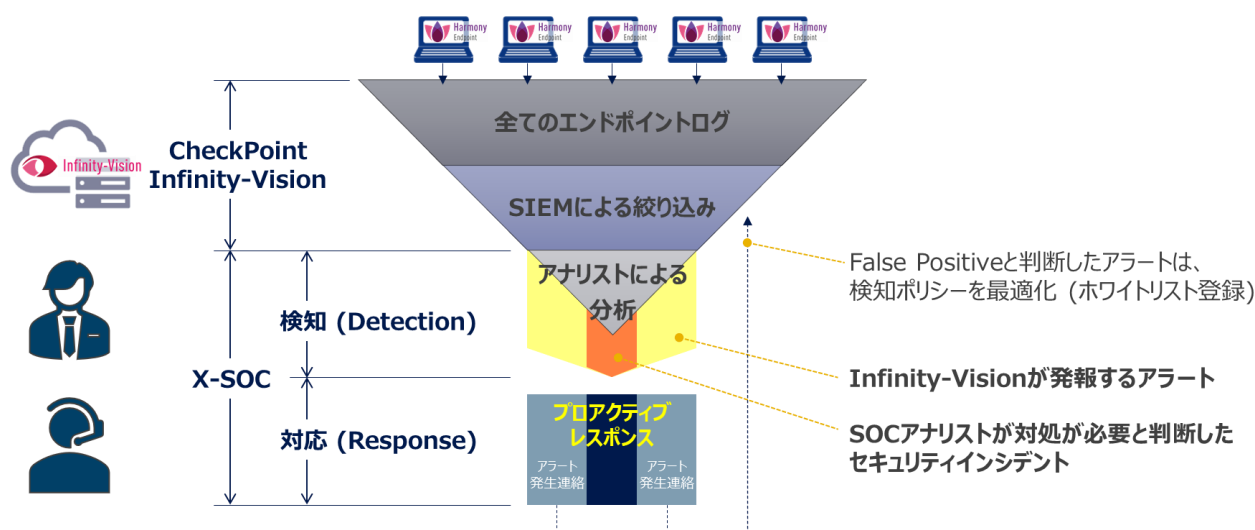 Harmony
Endpoint
Harmony
Endpoint
Harmony
Endpoint
Harmony
Endpoint
Harmony
Endpoint
全てのエンドポイントログ
CheckPoint
Infinity-Vision
Infinity-Vision
SIEMによる絞り込み
アナリストによる
分析
False Positiveと判断したアラートは、
検知ポリシーを最適化 (ホワイトリスト登録)
検知 (Detection)
X-SOC
Infinity-Visionが発報するアラート
対応 (Response)
プロアクティブ
レスポンス
SOCアナリストが対処が必要と判断した
セキュリティインシデント
アラート
発生連絡
アラート
発生連絡